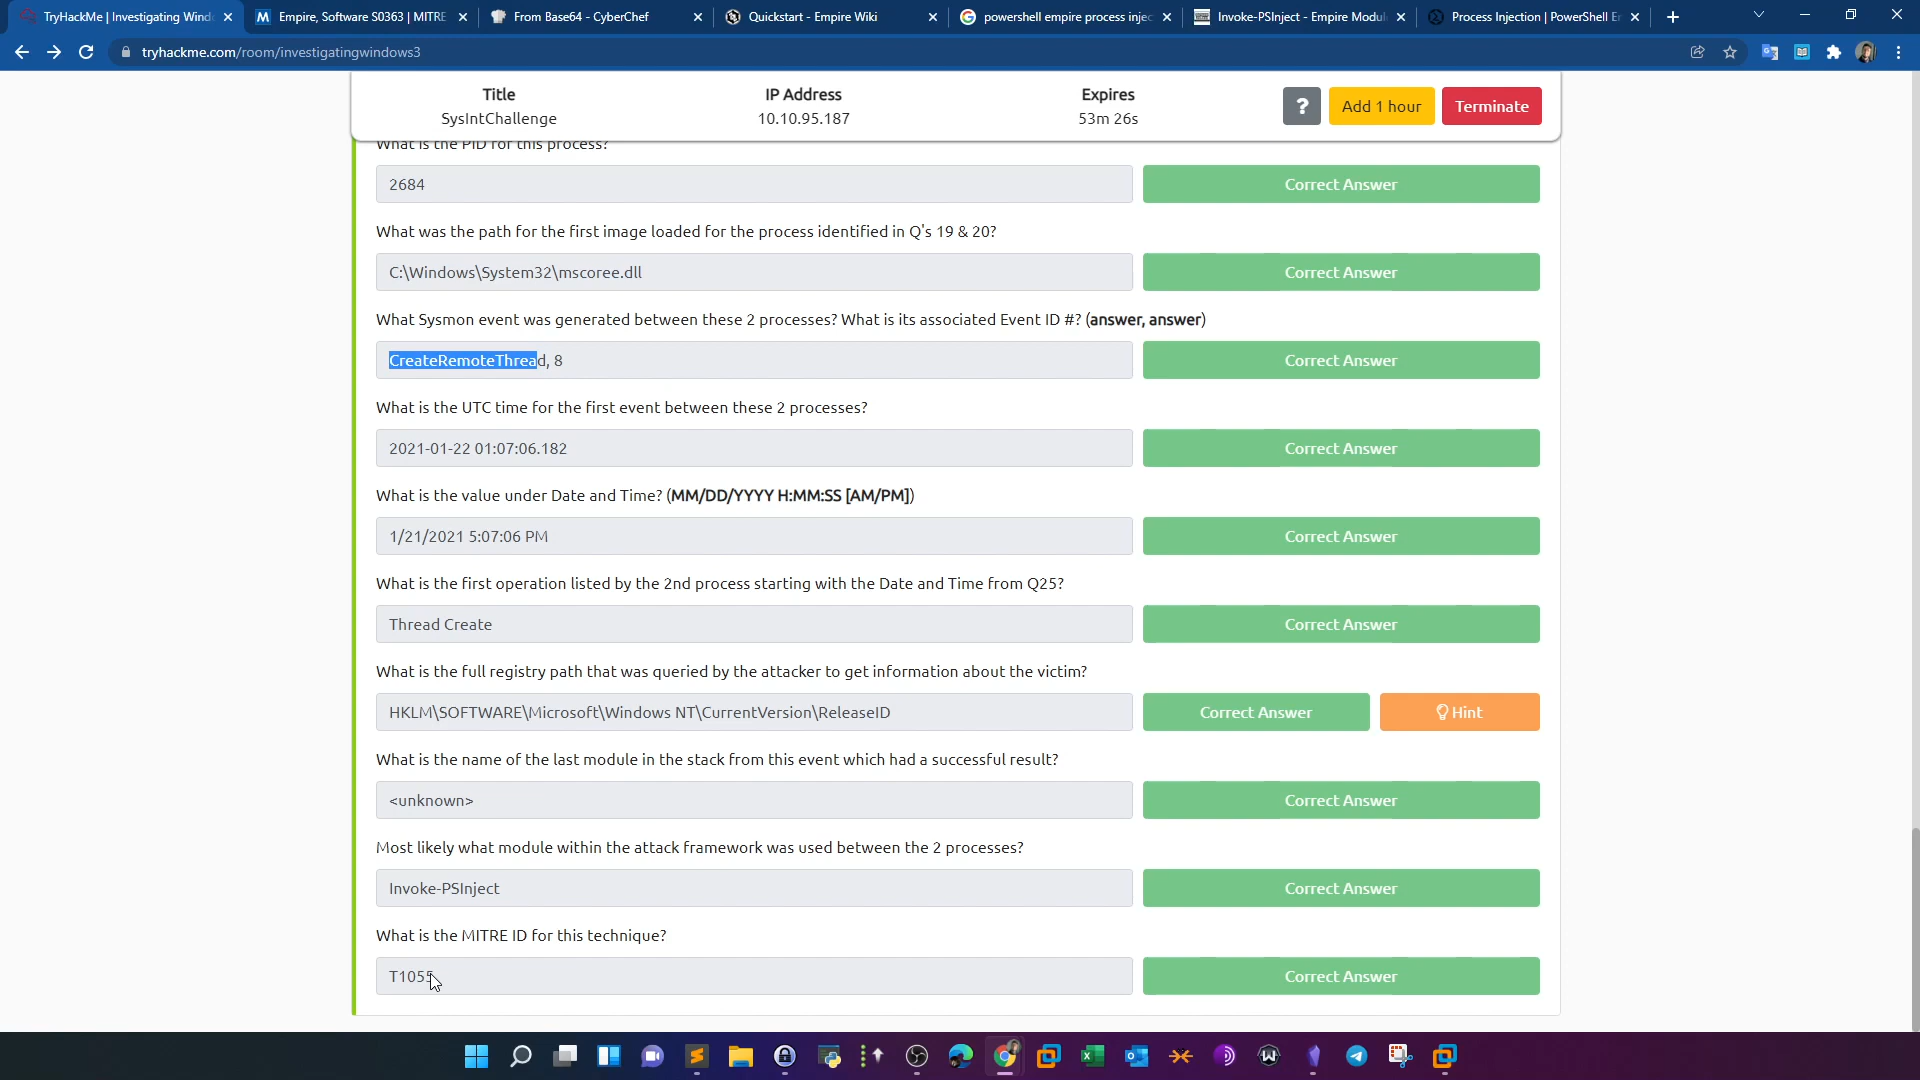 TryHackMe | Investigating Wind
Empire, Software S0363 | MITRE
From Base64 - CyberChef
Quickstart - Empire Wiki
powershell empire process injec
Invoke-PSInject - Empire Modul
Process Injection | PowerShell E
tryhackme.com/room/investigatingwindows3
Title
SysIntChallenge
IP Address
10.10.95.187
Expires
53m 26s
?
Add 1 hour
Terminate
What is the PID for this process?
2684
Correct Answer
What was the path for the first image loaded for the process identified in Q's 19 & 20?
C:\Windows\System32\mscoree.dll
Correct Answer
What Sysmon event was generated between these 2 processes? What is its associated Event ID #? (answer, answer)
CreateRemoteThread, 8
Correct Answer
What is the UTC time for the first event between these 2 processes?
2021-01-22 01:07:06.182
Correct Answer
What is the value under Date and Time? (MM/DD/YYYY H:MM:SS [AM/PM])
1/21/2021 5:07:06 PM
Correct Answer
What is the first operation listed by the 2nd process starting with the Date and Time from Q25?
Thread Create
Correct Answer
What is the full registry path that was queried by the attacker to get information about the victim?
HKLM\SOFTWARE\Microsoft\Windows NT\CurrentVersion\ReleaseID
Correct Answer
Hint
What is the name of the last module in the stack from this event which had a successful result?
<unknown>
Correct Answer
Most likely what module within the attack framework was used between the 2 processes?
Invoke-PSInject
Correct Answer
What is the MITRE ID for this technique?
T1055
Correct Answer